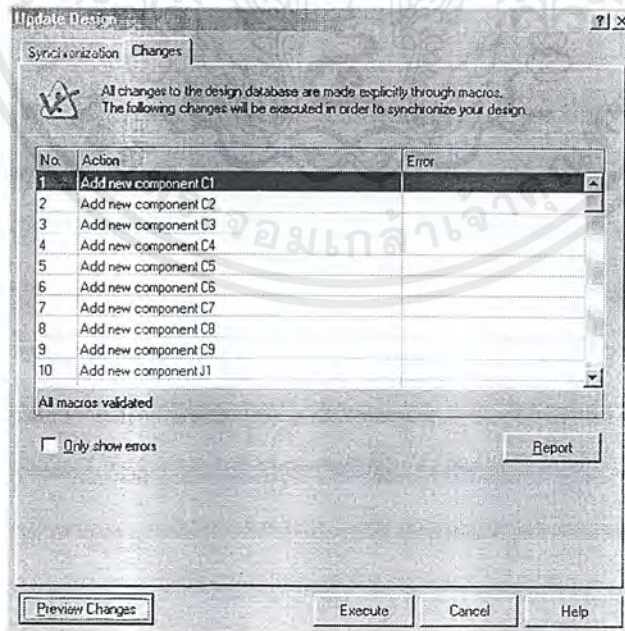 Update Design
Synchronization Changes
All changes to the design database are made explicitly through macros.
The following changes will be executed in order to synchronize your design.
No. Action Error
1 Add new component C1
2 Add new component C2
3 Add new component C3
4 Add new component C4
5 Add new component C5
6 Add new component C6
7 Add new component C7
8 Add new component C8
9 Add new component C9
10 Add new component J1
All macros validated
Only show errors
Report
Preview Changes Execute Cancel Help